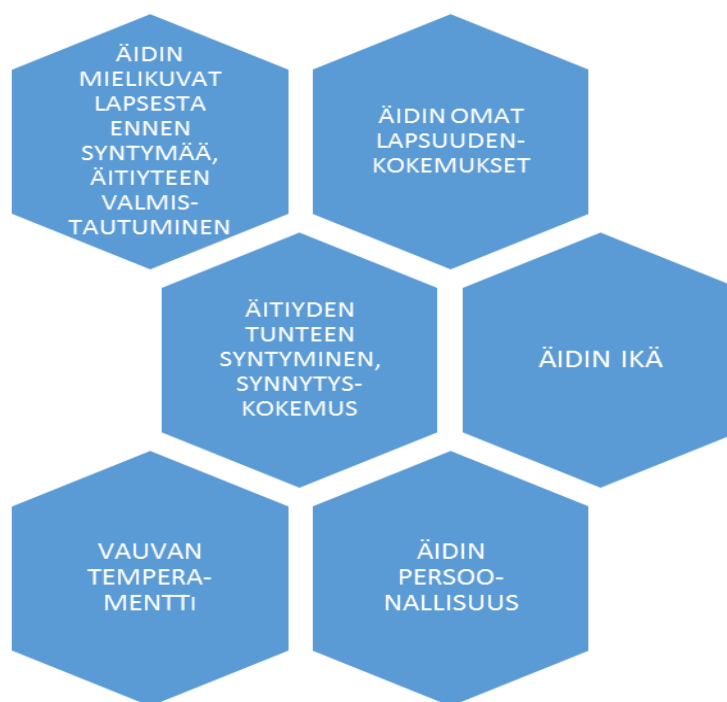 ÄIDIN
MIELIKUVAT
LAPSESTA
ENNEN
SYNTYMÄÄ,
ÄITIYTEEN
VALMIS-
TAUTUMINEN
ÄIDIN OMAT
LAPSUUDEN-
KOKEMUKSET
ÄITIYDEN
TUNTEEN
SYNTYMINEN,
SYNNYTYS-
KOKEMUS
ÄIDIN IKÄ
VAUVAN
TEMPERA-
MENTTI
ÄIDIN
PERSOO-
NALLISUUS